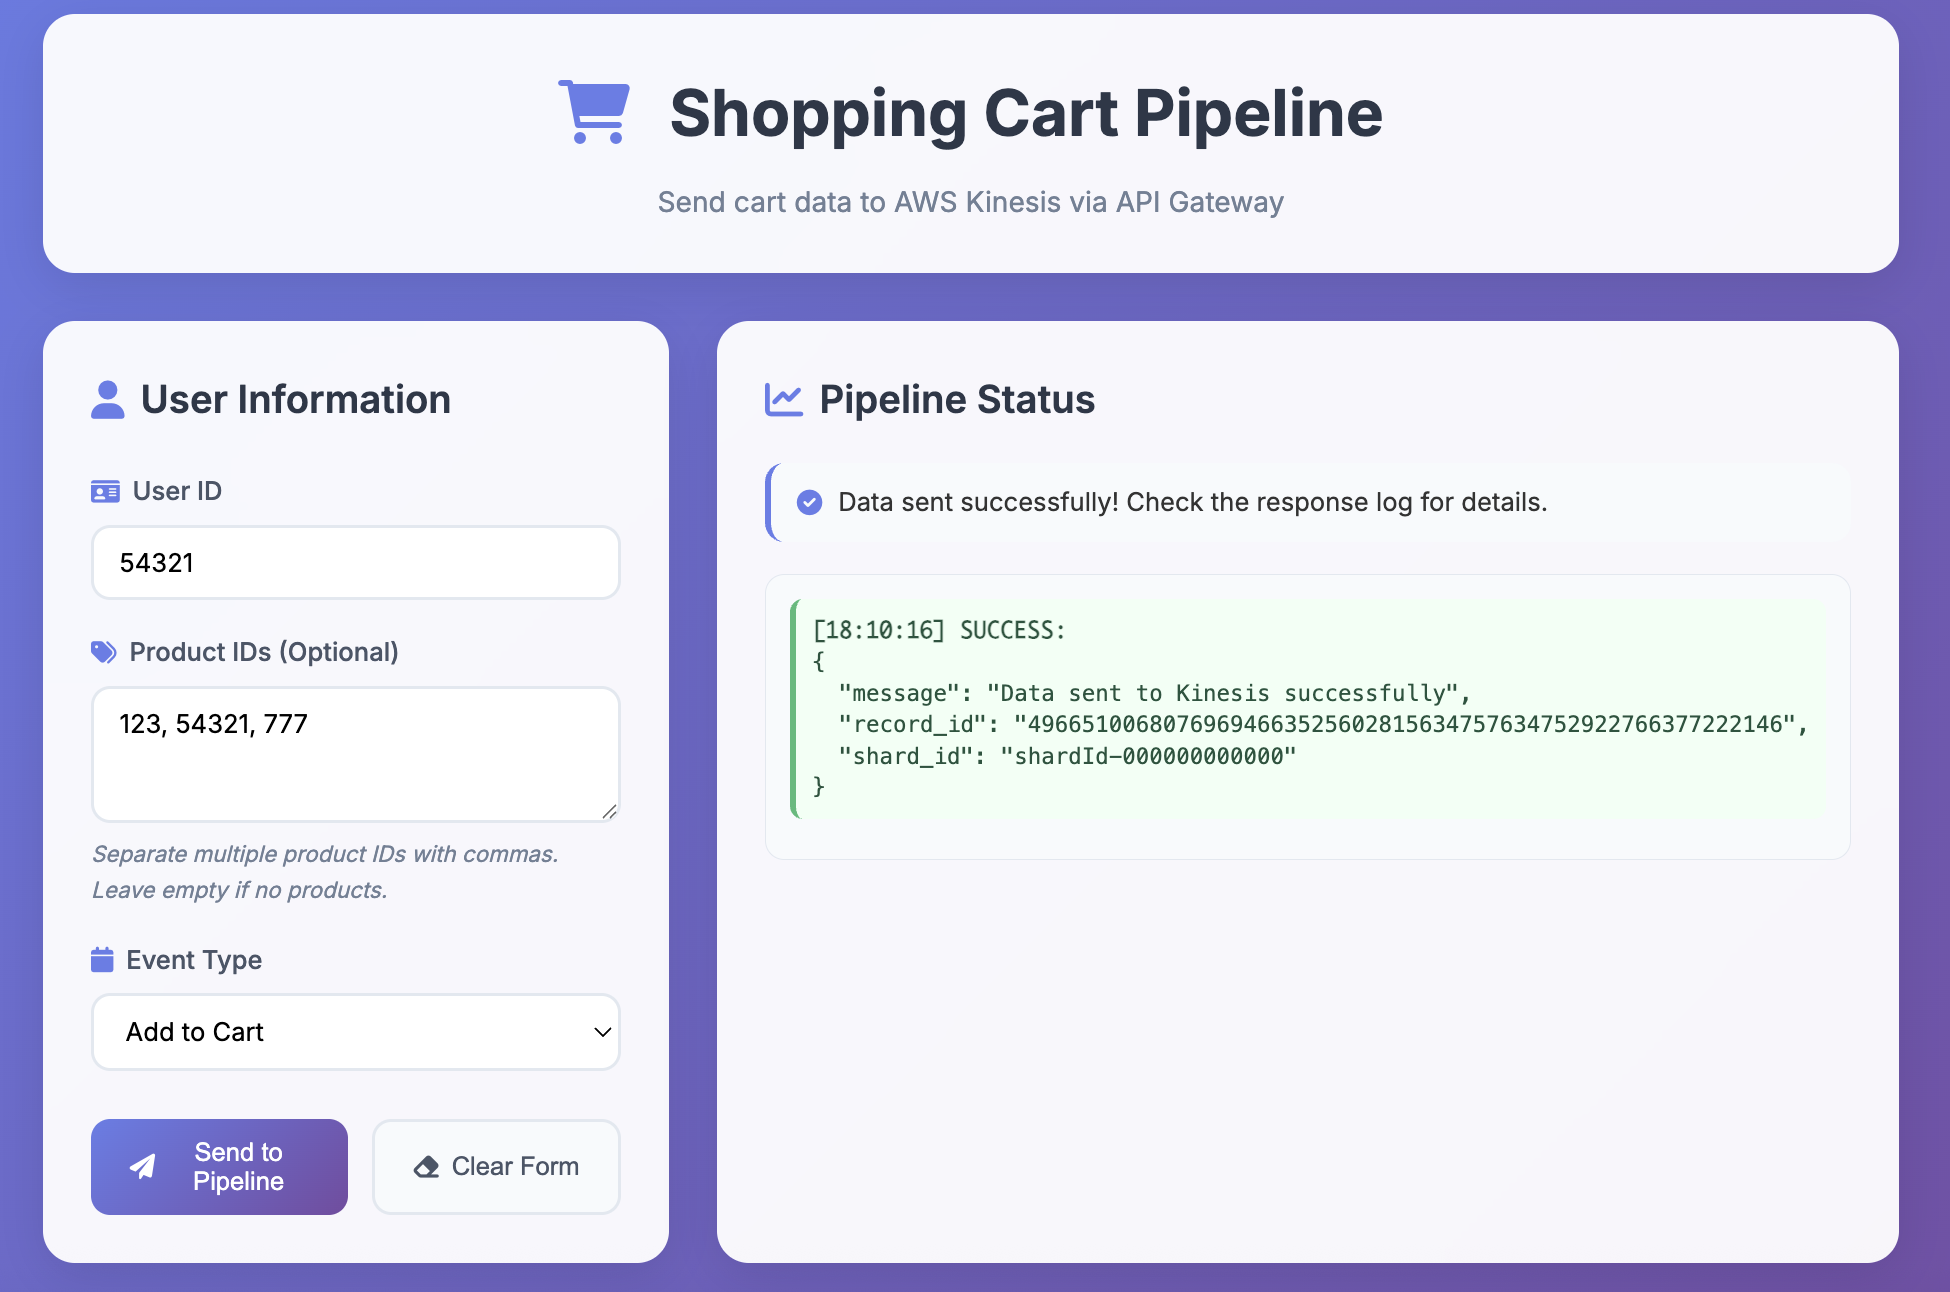 Shopping Cart Pipeline
Send cart data to AWS Kinesis via API Gateway
User Information
User ID
54321
Product IDs (Optional)
123, 54321, 777
Separate multiple product IDs with commas.
Leave empty if no products.
Event Type
Add to Cart
Send to
Pipeline
Clear Form
Pipeline Status
Data sent successfully! Check the response log for details.
[18:10:16] SUCCESS:
{
  "message": "Data sent to Kinesis successfully",
  "record_id": "49665100680769694663525602815634757634752922766377222146",
  "shard_id": "shardId-000000000000"
}